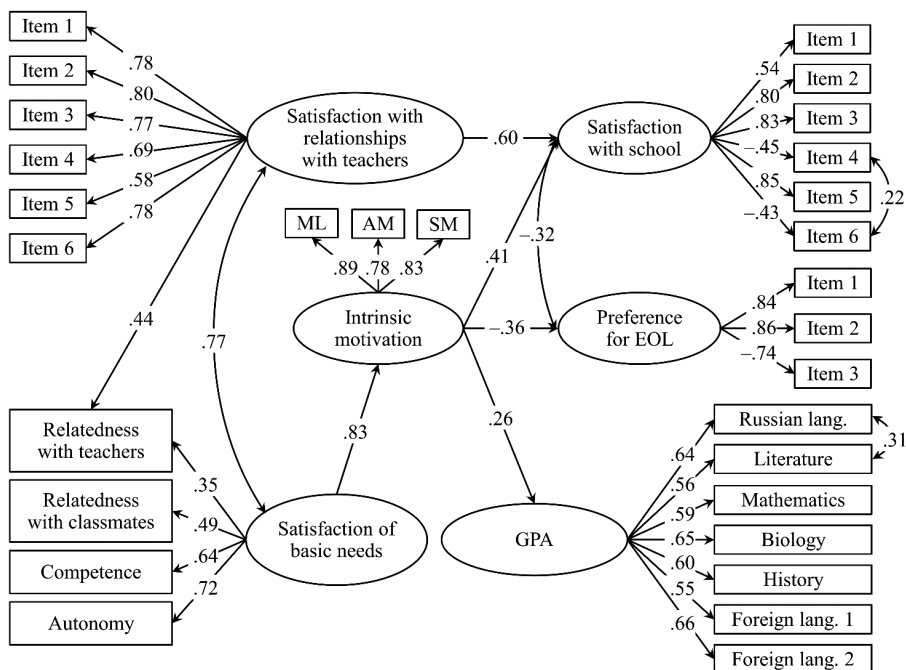 Item 1
.78
Item 2
.80
Item 3
.77
Item 4
.69
Item 5
.58
Item 6
.78
Satisfaction with
relationships
with teachers
.60
Satisfaction
with school
Item 1
.54
Item 2
.80
Item 3
.83
Item 4
–.45
Item 5
.85
Item 6
–.43
.22
ML
AM
SM
.89
.78
.83
.41
–.32
.44
.77
Intrinsic
motivation
–.36
Preference
for EOL
Item 1
.84
Item 2
.86
Item 3
–.74
.83
.26
Relatedness
with teachers
.35
Relatedness
with classmates
.49
Competence
.64
Autonomy
.72
Satisfaction of
basic needs
GPA
Russian lang.
.64
.31
Literature
.56
Mathematics
.59
Biology
.65
History
.60
Foreign lang. 1
.55
Foreign lang. 2
.66